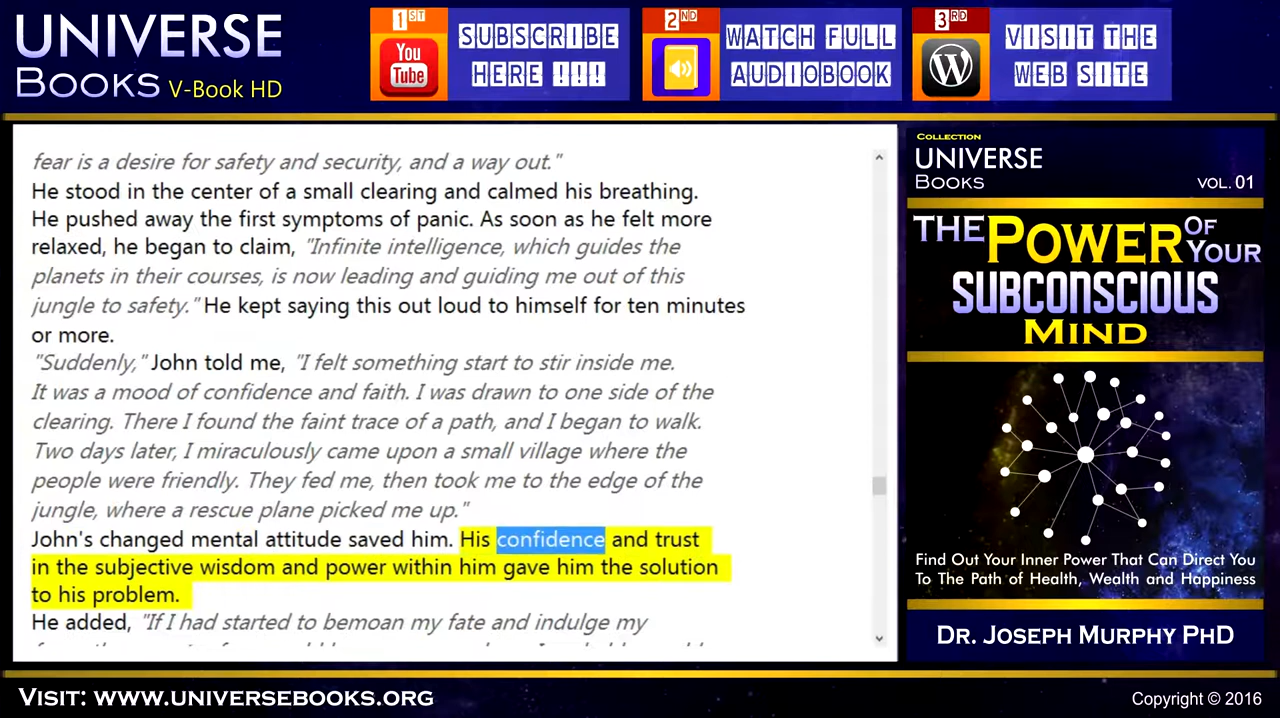 UNIVERSE
BOOKS V-Book HD
1ST
You
Tube
SUBSCRIBE
HERE !!!
2ND
WATCH FULL
AUDIOBOOK
3RD
VISIT THE
WEB SITE
fear is a desire for safety and security, and a way out."
He stood in the center of a small clearing and calmed his breathing.
He pushed away the first symptoms of panic. As soon as he felt more
relaxed, he began to claim, "Infinite intelligence, which guides the
planets in their courses, is now leading and guiding me out of this
jungle to safety." He kept saying this out loud to himself for ten minutes
or more.
"Suddenly," John told me, "I felt something start to stir inside me.
It was a mood of confidence and faith. I was drawn to one side of the
clearing. There I found the faint trace of a path, and I began to walk.
Two days later, I miraculously came upon a small village where the
people were friendly. They fed me, then took me to the edge of the
jungle, where a rescue plane picked me up."
John's changed mental attitude saved him. His confidence and trust
in the subjective wisdom and power within him gave him the solution
to his problem.
He added, "If I had started to bemoan my fate and indulge my
COLLECTION
UNIVERSE
BOOKS VOL. 01
THE POWER OF YOUR
SUBCONSCIOUS
MIND
Find Out Your Inner Power That Can Direct You
To The Path of Health, Wealth and Happiness
DR. JOSEPH MURPHY PHD
VISIT: WWW.UNIVERSEBOOKS.ORG
Copyright © 2016